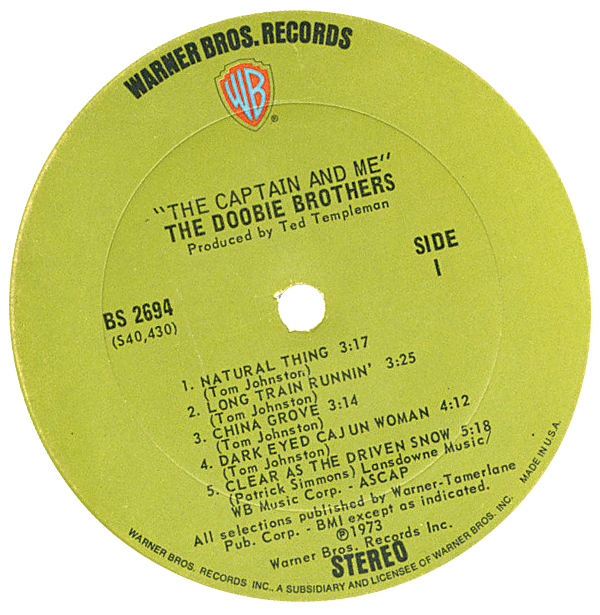 WARNER BROS. RECORDS
WB
®
"THE CAPTAIN AND ME"
THE DOOBIE BROTHERS
Produced by Ted Templeman
SIDE
1
BS 2694
(S40,430)
1. NATURAL THING 3:17
(Tom Johnston)
2. LONG TRAIN RUNNIN' 3:25
(Tom Johnston)
3. CHINA GROVE 3:14
(Tom Johnston)
4. DARK EYED CAJUN WOMAN 4:12
(Tom Johnston)
5. CLEAR AS THE DRIVEN SNOW 5:18
(Patrick Simmons) Lansdowne Music/
WB Music Corp. - ASCAP
All selections published by Warner-Tamerlane
Pub. Corp. - BMI except as indicated.
℗1973
Warner Bros. Records Inc.
STEREO
WARNER BROS. RECORDS INC., A SUBSIDIARY AND LICENSEE OF WARNER BROS. INC. MADE IN U.S.A.